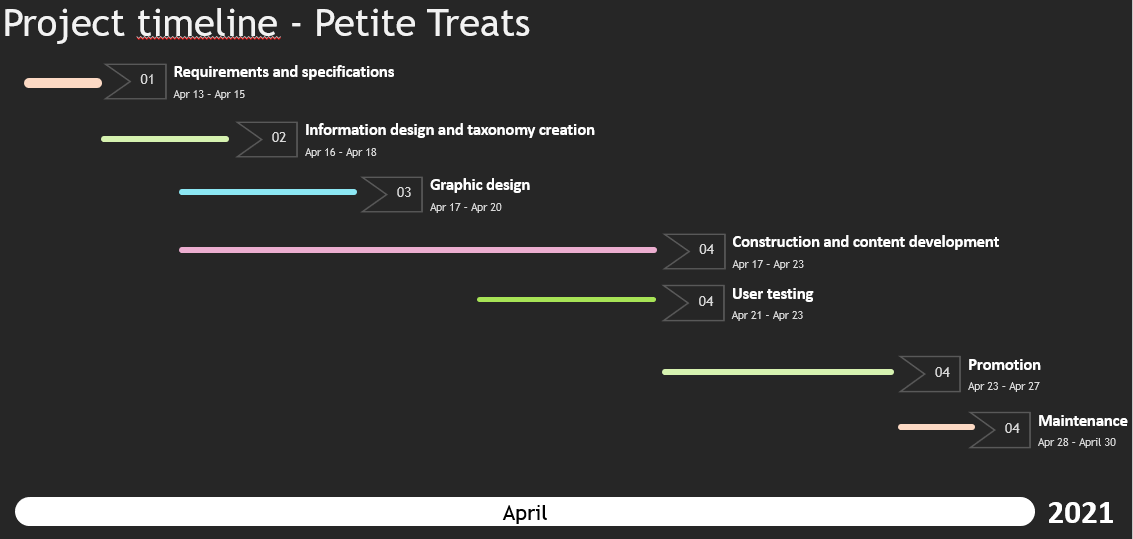 Project timeline - Petite Treats
01
Requirements and specifications
Apr 13 - Apr 15
02
Information design and taxonomy creation
Apr 16 - Apr 18
03
Graphic design
Apr 17 - Apr 20
04
Construction and content development
Apr 17 - Apr 23
04
User testing
Apr 21 - Apr 23
04
Promotion
Apr 23 - Apr 27
04
Maintenance
Apr 28 - April 30
April
2021